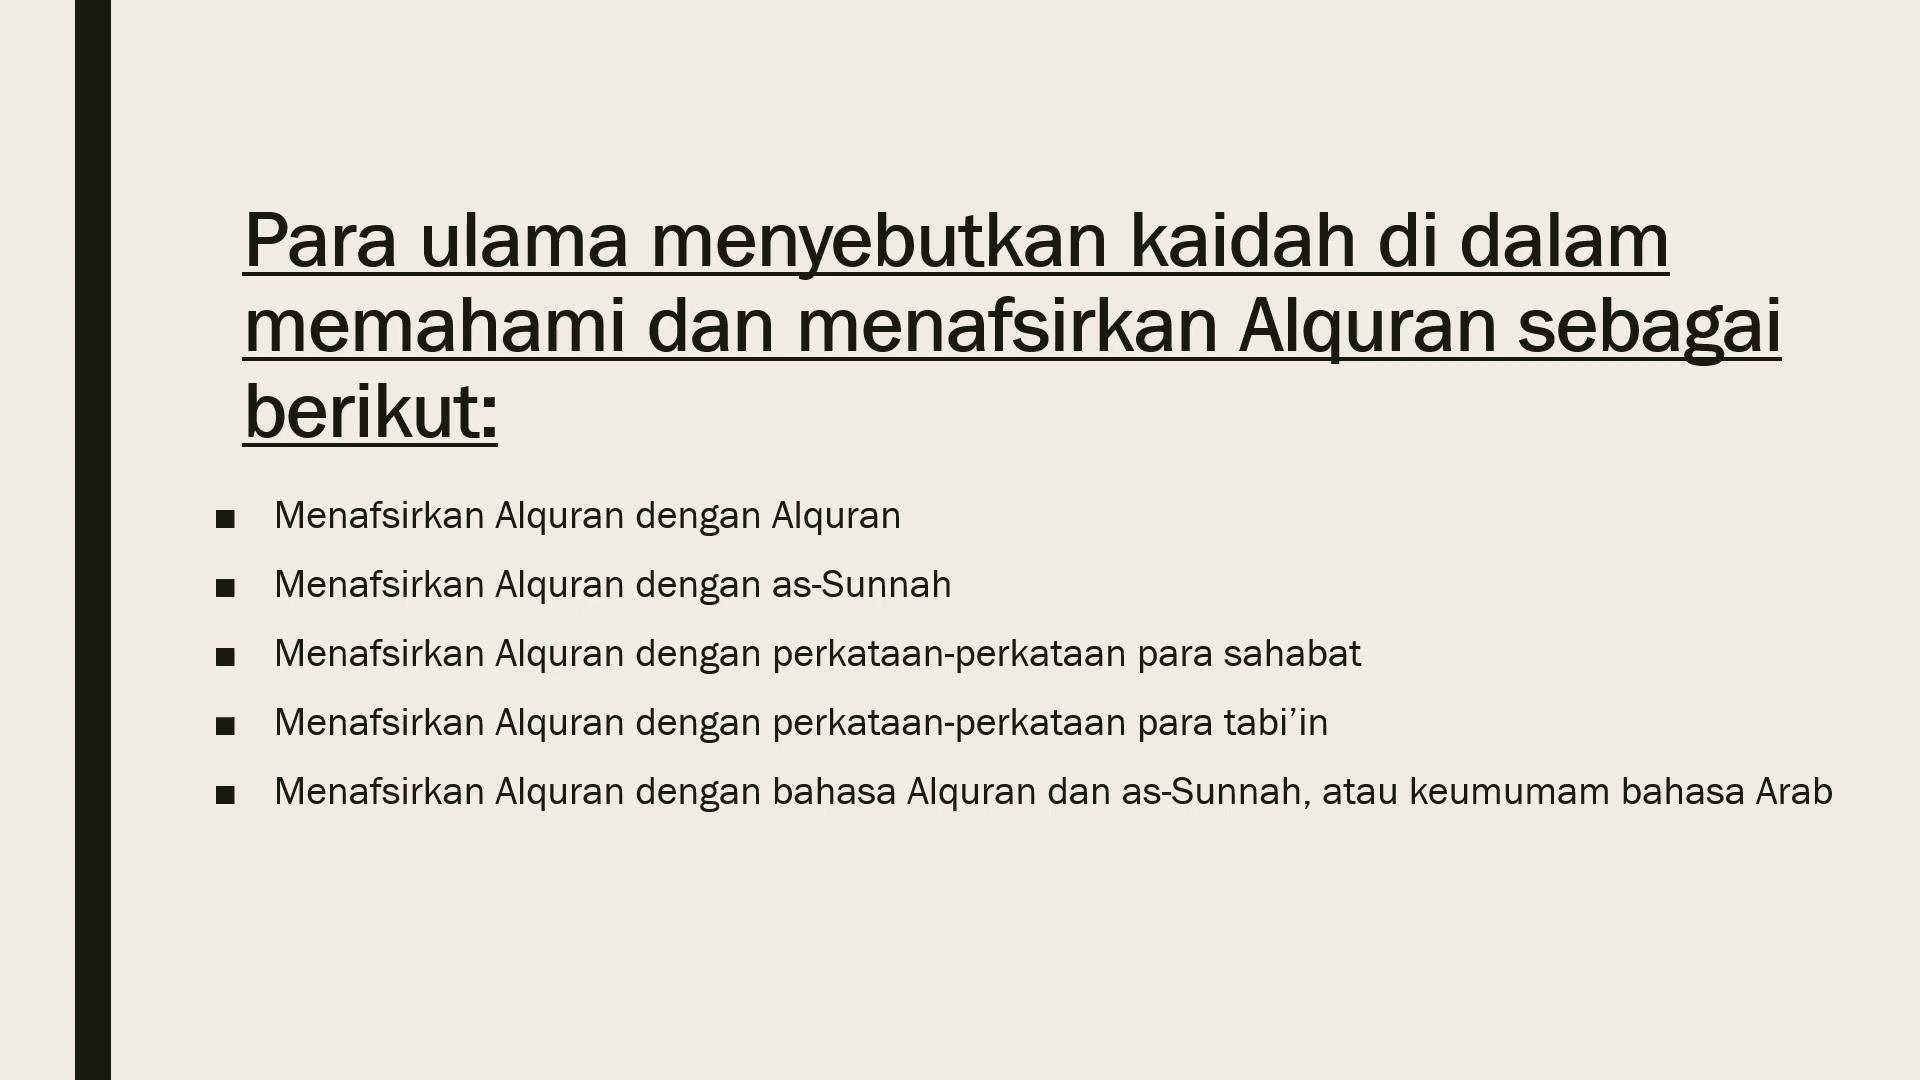 Para ulama menyebutkan kaidah di dalam
memahami dan menafsirkan Alquran sebagai
berikut:
■ Menafsirkan Alquran dengan Alquran
■ Menafsirkan Alquran dengan as-Sunnah
■ Menafsirkan Alquran dengan perkataan-perkataan para sahabat
■ Menafsirkan Alquran dengan perkataan-perkataan para tabi’in
■ Menafsirkan Alquran dengan bahasa Alquran dan as-Sunnah, atau keumumam bahasa Arab